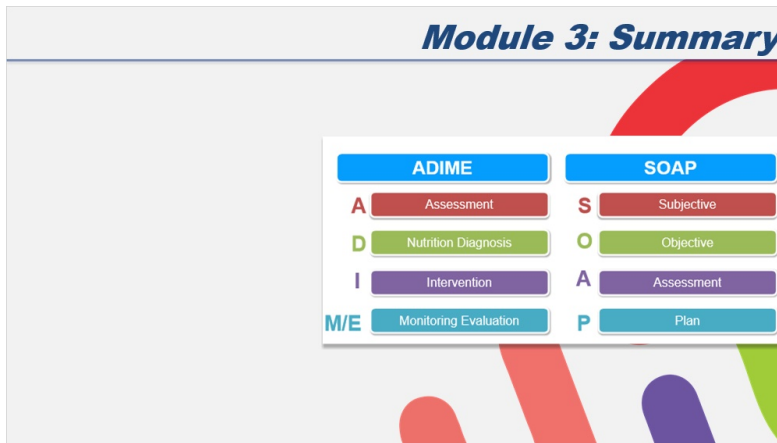 Module 3: Summary
ADIME SOAP
A Assessment S Subjective
D Nutrition Diagnosis O Objective
I Intervention A Assessment
M/E Monitoring Evaluation P Plan